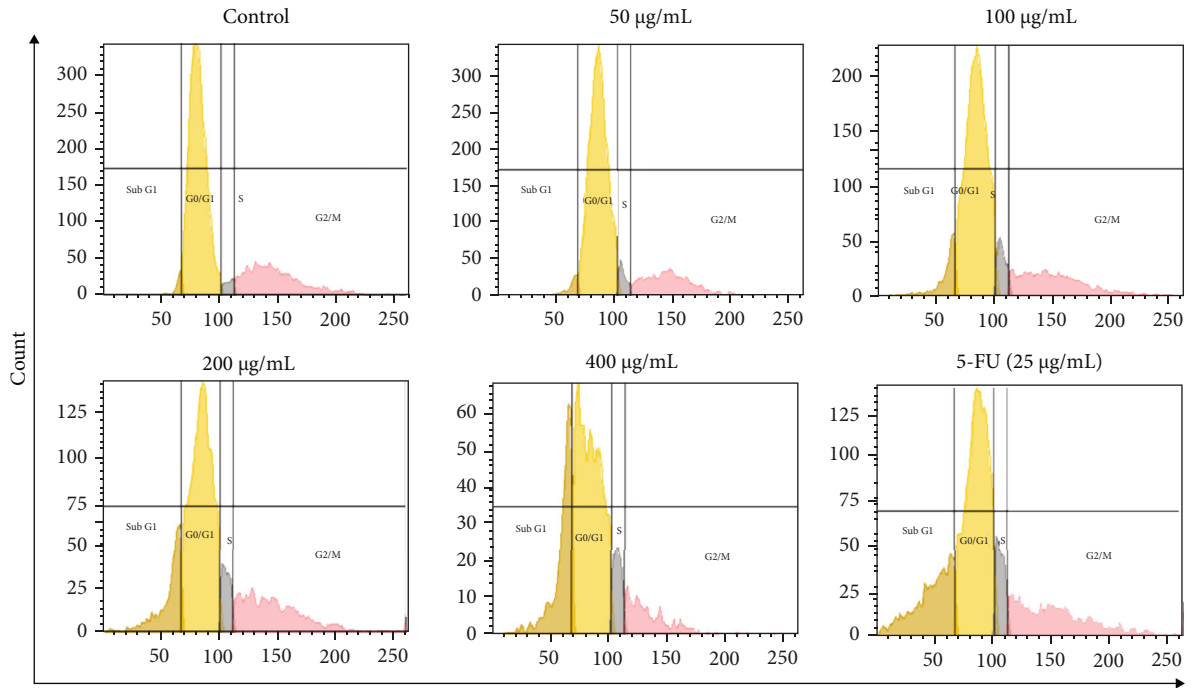 Control
50 µg/mL
100 µg/mL
300
250
200
150
100
50
0
Sub G1
G0/G1
S
G2/M
50 100 150 200 250
300
250
200
150
100
50
0
Sub G1
G0/G1
S
G2/M
50 100 150 200 250
200
150
100
50
0
Sub G1
G0/G1
S
G2/M
50 100 150 200 250
Count
200 µg/mL
400 µg/mL
5-FU (25 µg/mL)
125
100
75
50
25
0
Sub G1
G0/G1
S
G2/M
50 100 150 200 250
60
50
40
30
20
10
0
Sub G1
G0/G1
S
G2/M
50 100 150 200 250
125
100
75
50
25
0
Sub G1
G0/G1
S
G2/M
50 100 150 200 250